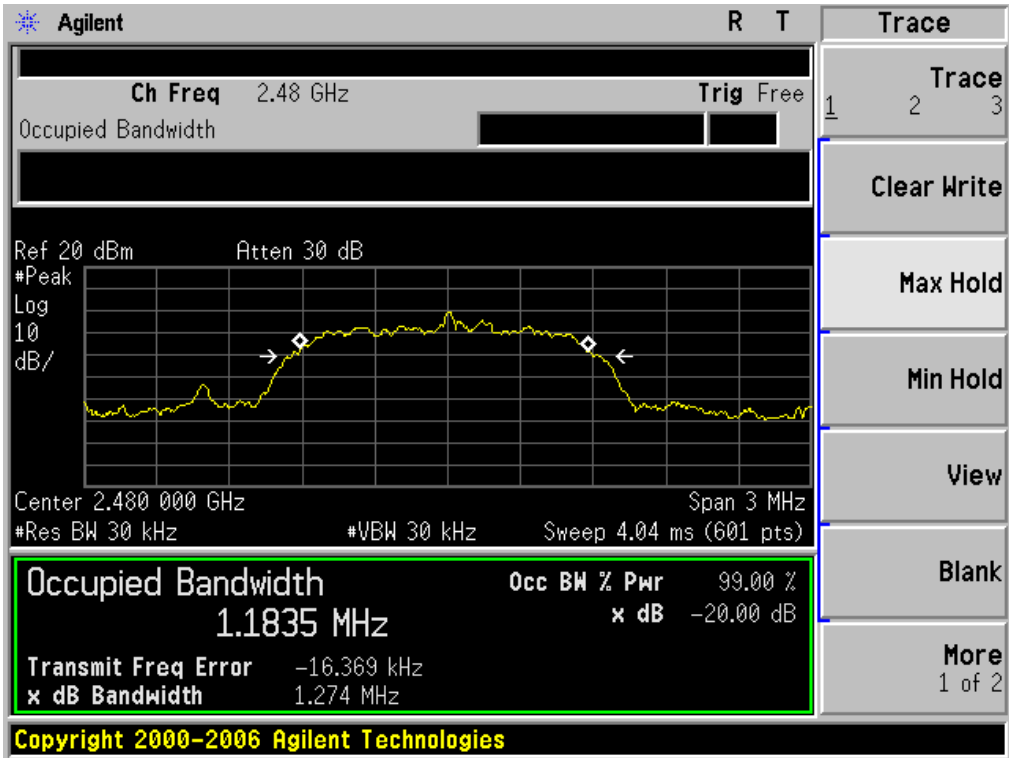 Agilent R T
Ch Freq 2.48 GHz Trig Free
Occupied Bandwidth
Ref 20 dBm Atten 30 dB
#Peak
Log
10
dB/
Center 2.480 000 GHz Span 3 MHz
#Res BW 30 kHz #VBW 30 kHz Sweep 4.04 ms (601 pts)
Occupied Bandwidth
1.1835 MHz
Occ BW % Pwr 99.00 %
x dB -20.00 dB
Transmit Freq Error -16.369 kHz
x dB Bandwidth 1.274 MHz
Copyright 2000-2006 Agilent Technologies
Trace
Trace
1 2 3
Clear Write
Max Hold
Min Hold
View
Blank
More
1 of 2